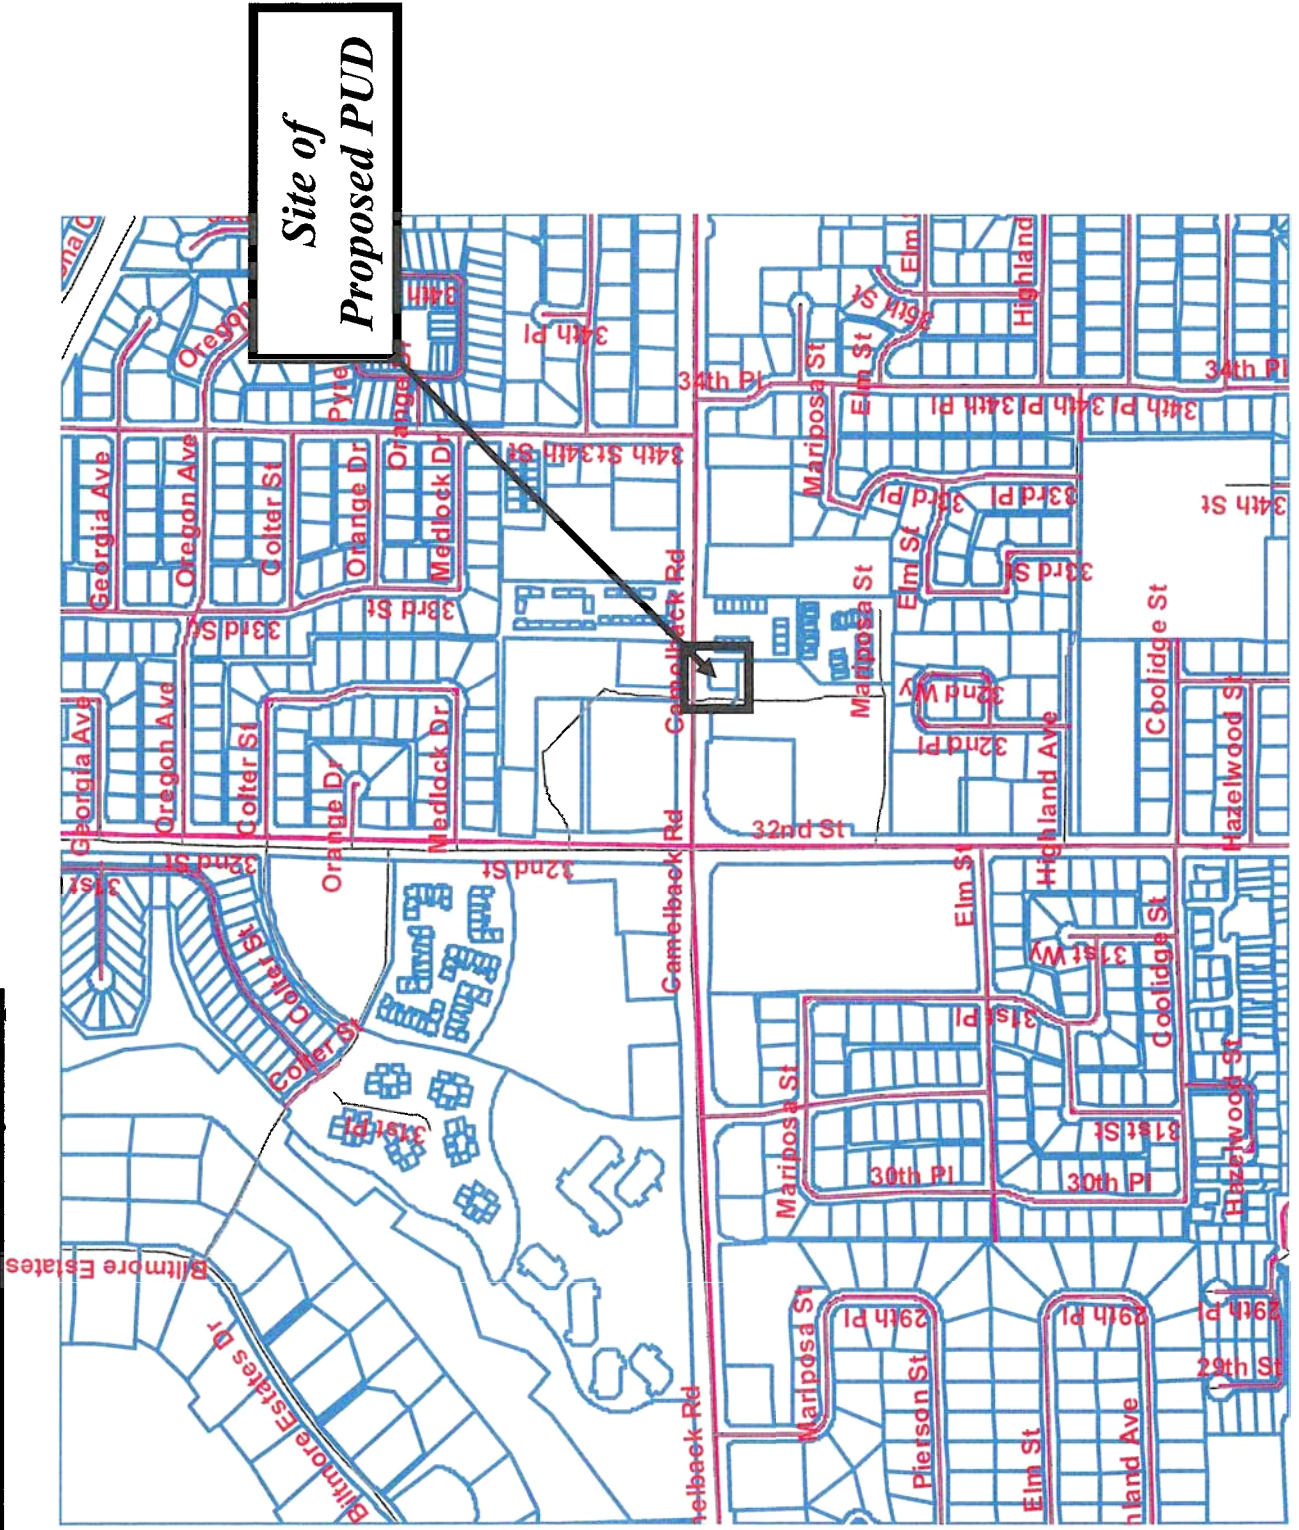 Site of
Proposed PUD
Oregon
34th
34th Pl
Pyre
Orange Dr
34th Pl
Mariposa St
Elm St
35th St
Elm
Highland
34th Pl
34th Pl
34th Pl
34th Pl
34th St
34th St
34th St
Georgia Ave
Oregon Ave
Colter St
Orange Dr
Medlock Dr
33rd St
33rd St
Camelback Rd
Mariposa St
Elm St
33rd Pl
33rd Pl
33rd St
34th St
Coolidge St
Georgia Ave
Oregon Ave
Colter St
Orange Dr
Medlock Dr
32nd Wy
32nd Pl
Highland Ave
Hazelwood St
31st
32nd St
32nd St
32nd St
Camelback Rd
Elm St
Colter St
Colter St
31st Pl
31st Pl
31st Wy
Coolidge St
Mariposa St
30th Pl
30th Pl
31st St
Hazelwood St
Biltmore Estates
Biltmore Estates Dr
nelback Rd
Mariposa St
29th Pl
29th Pl
29th Pl
29th St
Pierson St
Elm St
hland Ave